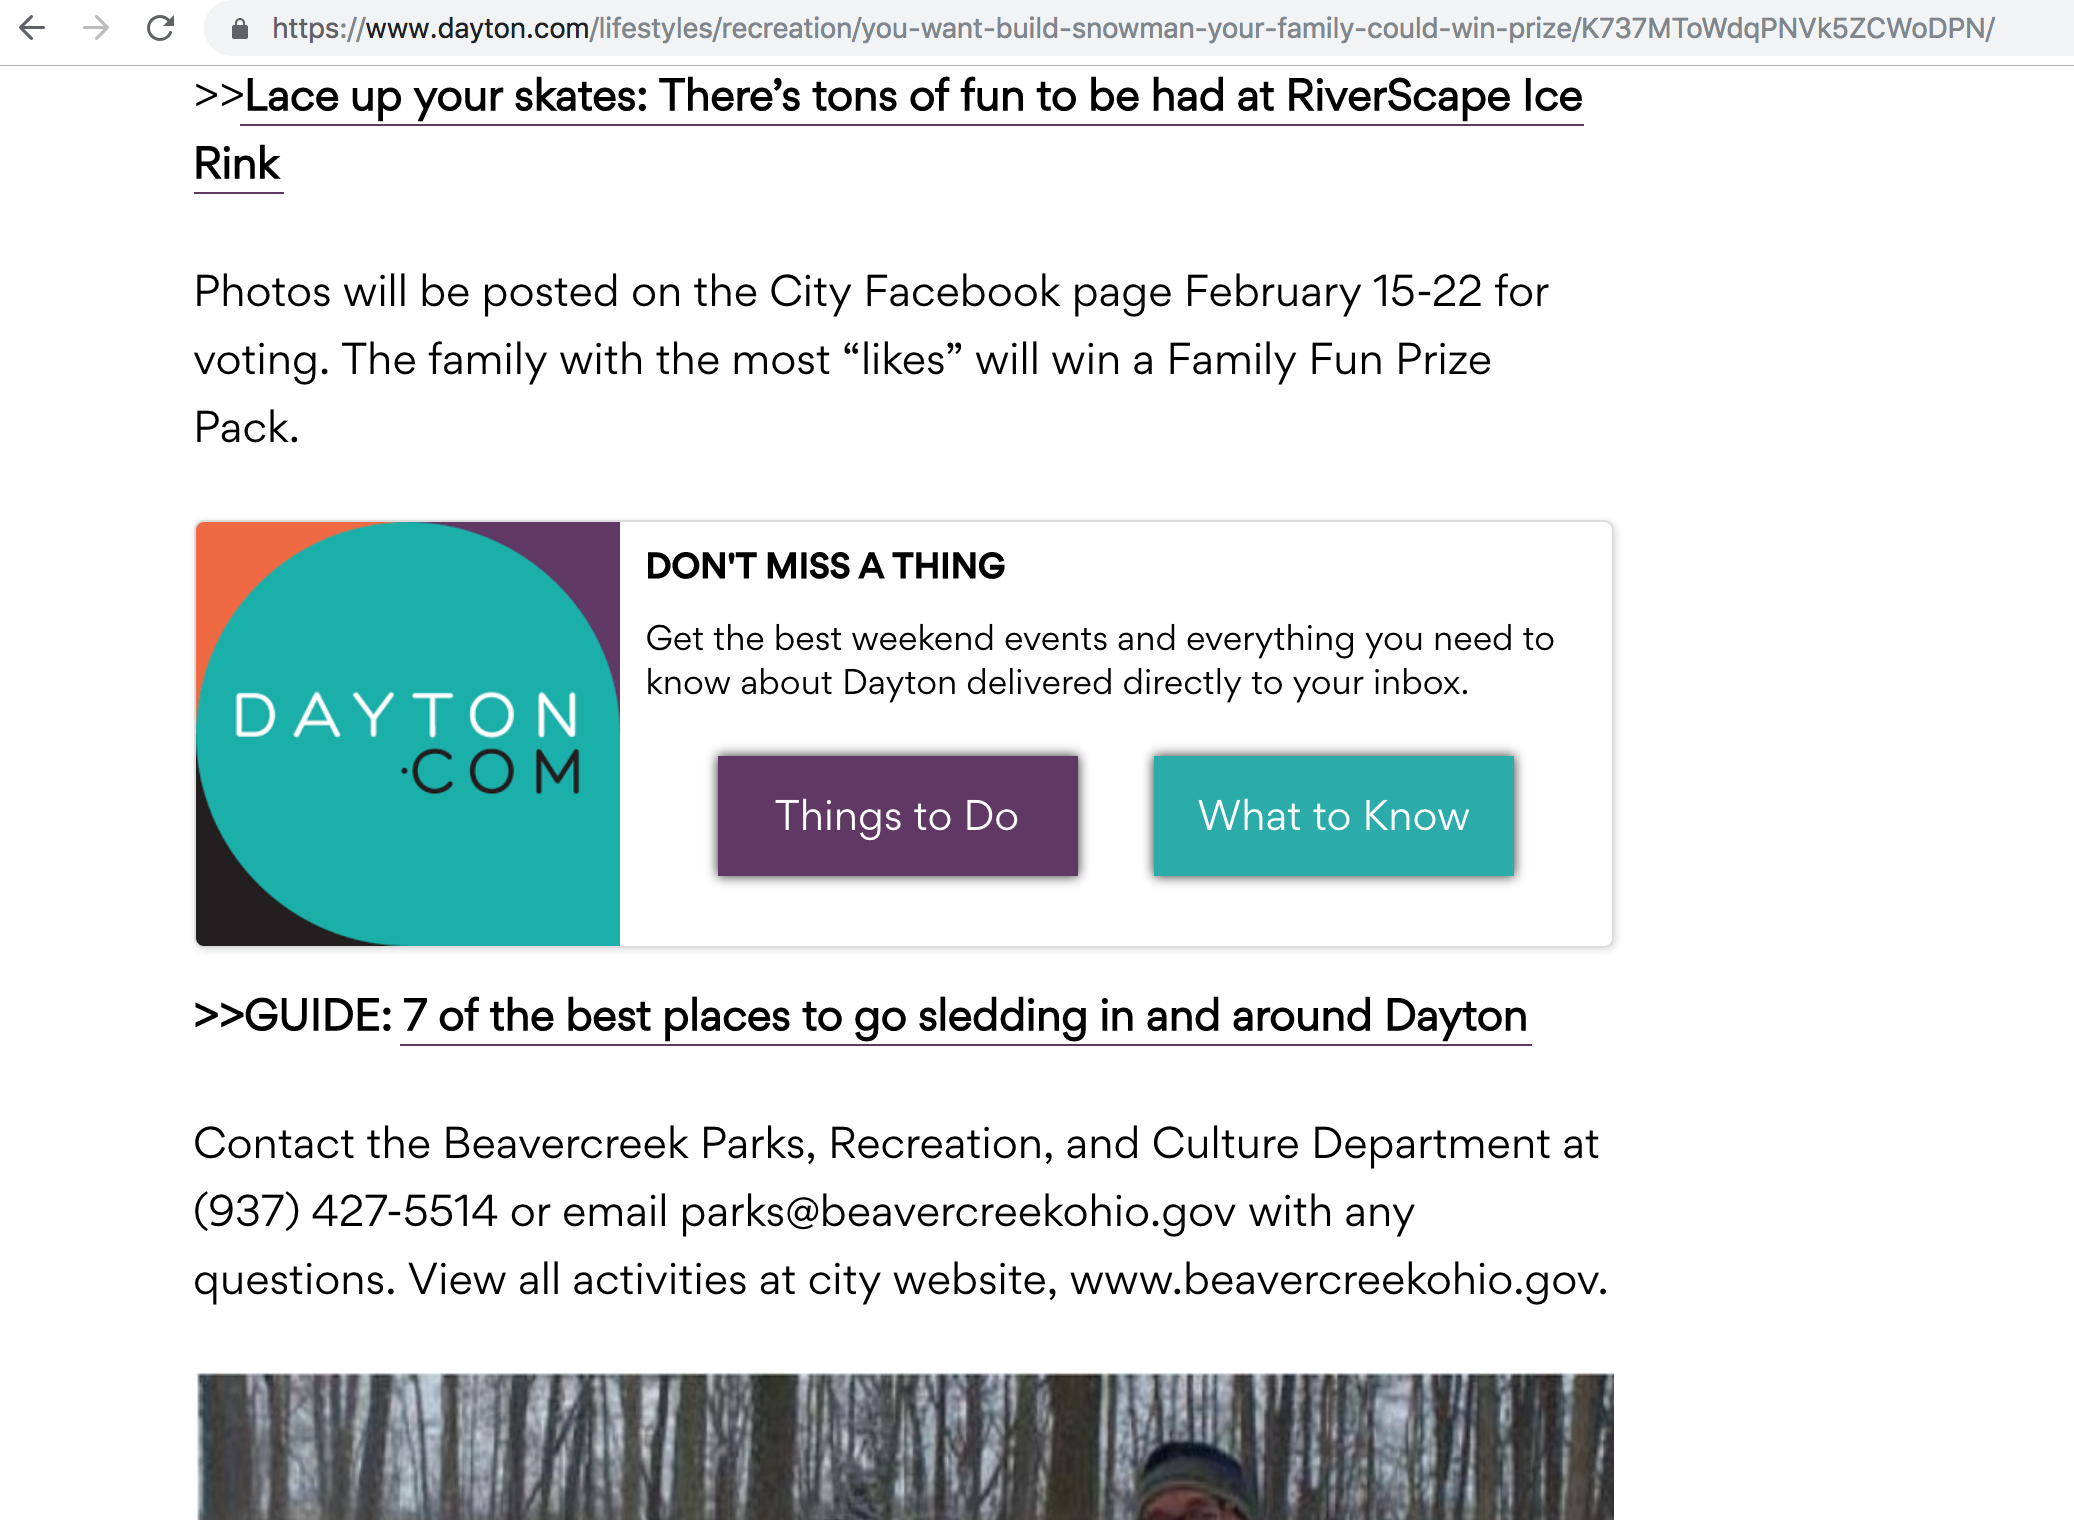 https://www.dayton.com/lifestyles/recreation/you-want-build-snowman-your-family-could-win-prize/K737MToWdqPNVk5ZCWoDPN/
>>Lace up your skates: There’s tons of fun to be had at RiverScape Ice
Rink
Photos will be posted on the City Facebook page February 15-22 for
voting. The family with the most “likes” will win a Family Fun Prize
Pack.
DAYTON
.COM
DON'T MISS A THING
Get the best weekend events and everything you need to
know about Dayton delivered directly to your inbox.
Things to Do
What to Know
>>GUIDE: 7 of the best places to go sledding in and around Dayton
Contact the Beavercreek Parks, Recreation, and Culture Department at
(937) 427-5514 or email parks@beavercreekohio.gov with any
questions. View all activities at city website, www.beavercreekohio.gov.